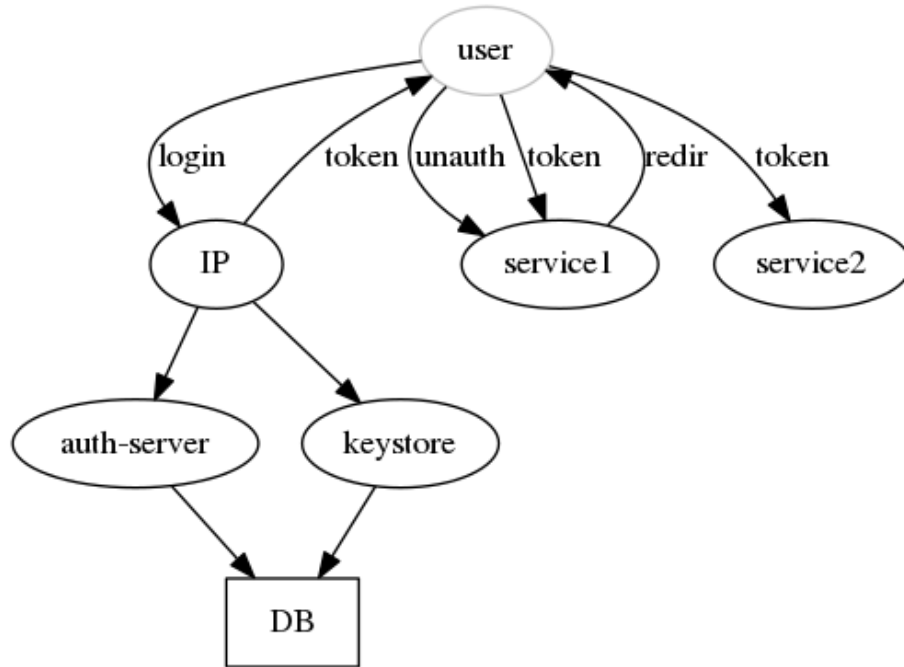 user
login
token
unauth
token
redir
token
IP
service1
service2
auth-server
keystore
DB